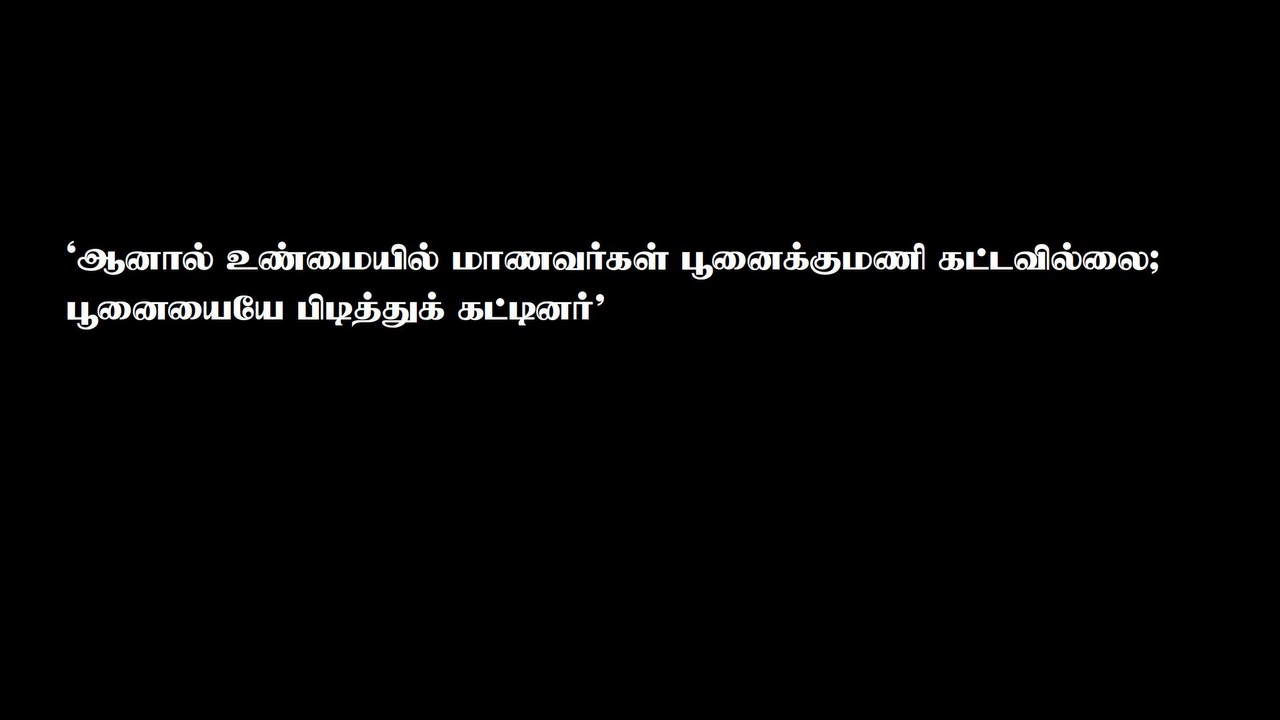 ‘ஆனால் உண்மையில் மாணவர்கள் பூனைக்குமணி கட்டவில்லை;
பூனையையே பிடித்துக் கட்டினர்’